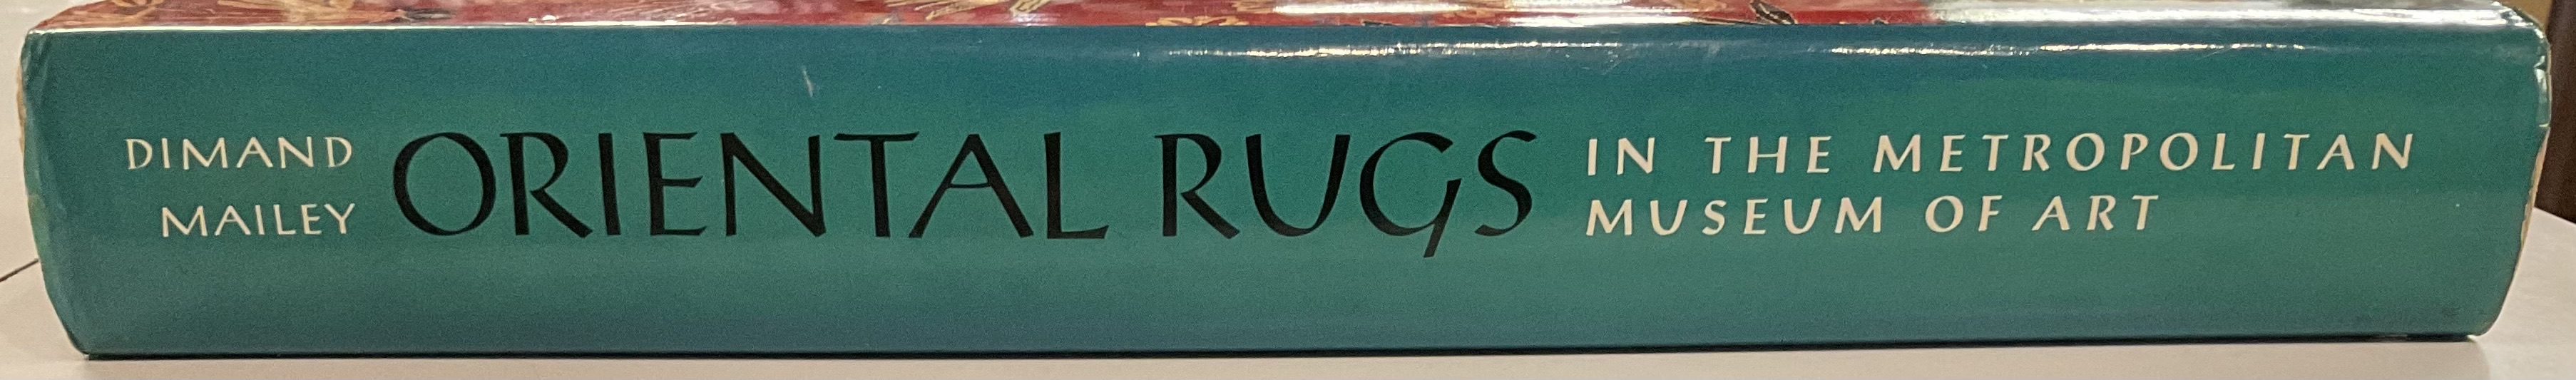 DIMAND
MAILEY
ORIENTAL RUGS
IN THE METROPOLITAN
MUSEUM OF ART